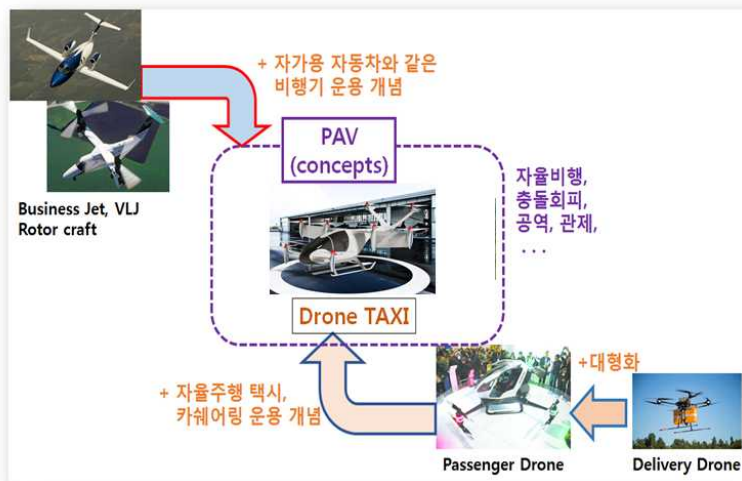 + 자가용 자동차와 같은
비행기 운용 개념
PAV
(concepts)
자율비행,
충돌회피,
공역, 관제,
. . .
Business Jet, VLJ
Rotor craft
Drone TAXI
+대형화
+ 자율주행 택시,
카쉐어링 운용 개념
Passenger Drone
Delivery Drone